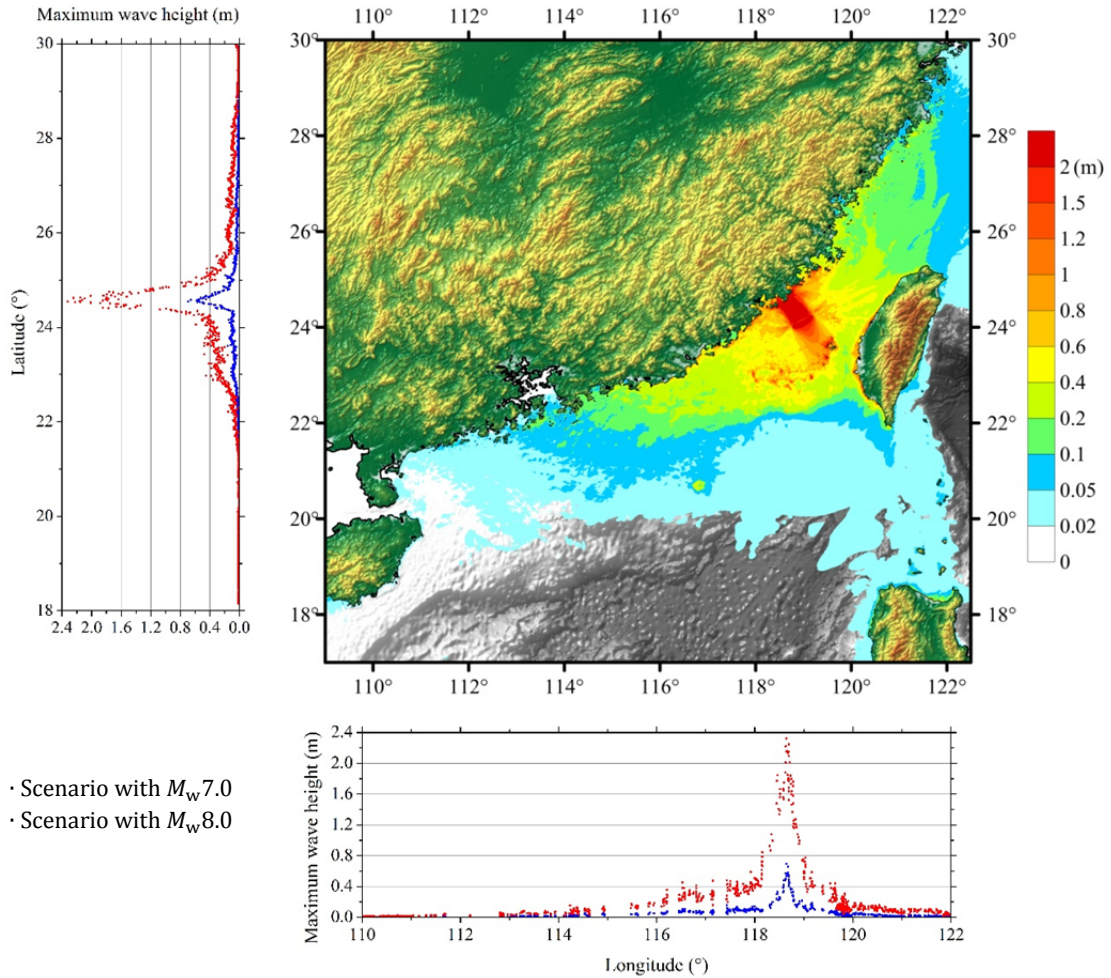 Maximum wave height (m)
30
28
26
24
22
20
18
2.4 2.0 1.6 1.2 0.8 0.4 0.0
Latitude (°)
110° 112° 114° 116° 118° 120° 122°
30° 30°
28° 28°
26° 26°
24° 24°
22° 22°
20° 20°
18° 18°
110° 112° 114° 116° 118° 120° 122°
2 (m)
1.5
1.2
1
0.8
0.6
0.4
0.2
0.1
0.05
0.02
0
· Scenario with Mw7.0
· Scenario with Mw8.0
Maximum wave height (m)
2.4
2.0
1.6
1.2
0.8
0.4
0.0
110 112 114 116 118 120 122
Longitude (°)